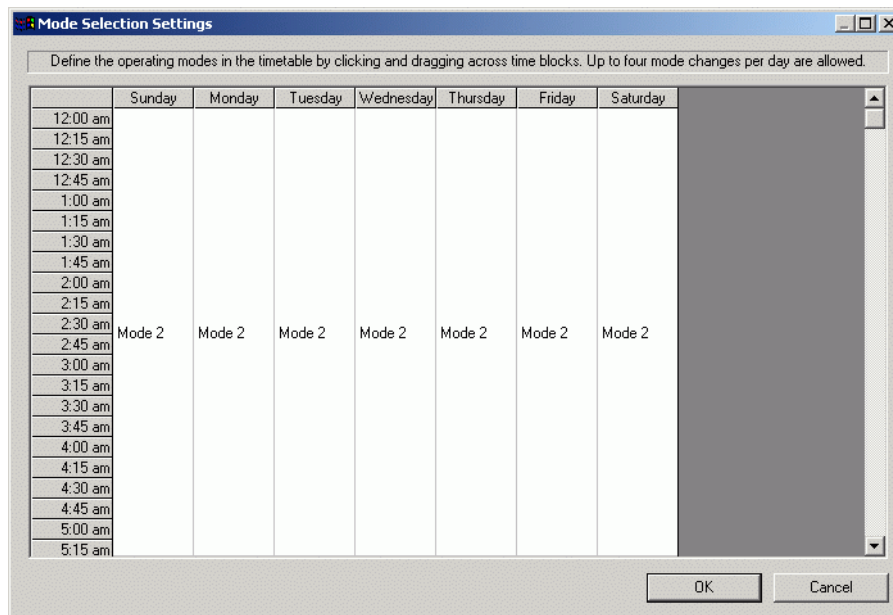 Mode Selection Settings
Define the operating modes in the timetable by clicking and dragging across time blocks. Up to four mode changes per day are allowed.
Sunday Monday Tuesday Wednesday Thursday Friday Saturday
12:00 am
12:15 am
12:30 am
12:45 am
1:00 am
1:15 am
1:30 am
1:45 am
2:00 am
2:15 am
2:30 am
Mode 2 Mode 2 Mode 2 Mode 2 Mode 2 Mode 2 Mode 2
2:45 am
3:00 am
3:15 am
3:30 am
3:45 am
4:00 am
4:15 am
4:30 am
4:45 am
5:00 am
5:15 am
OK Cancel